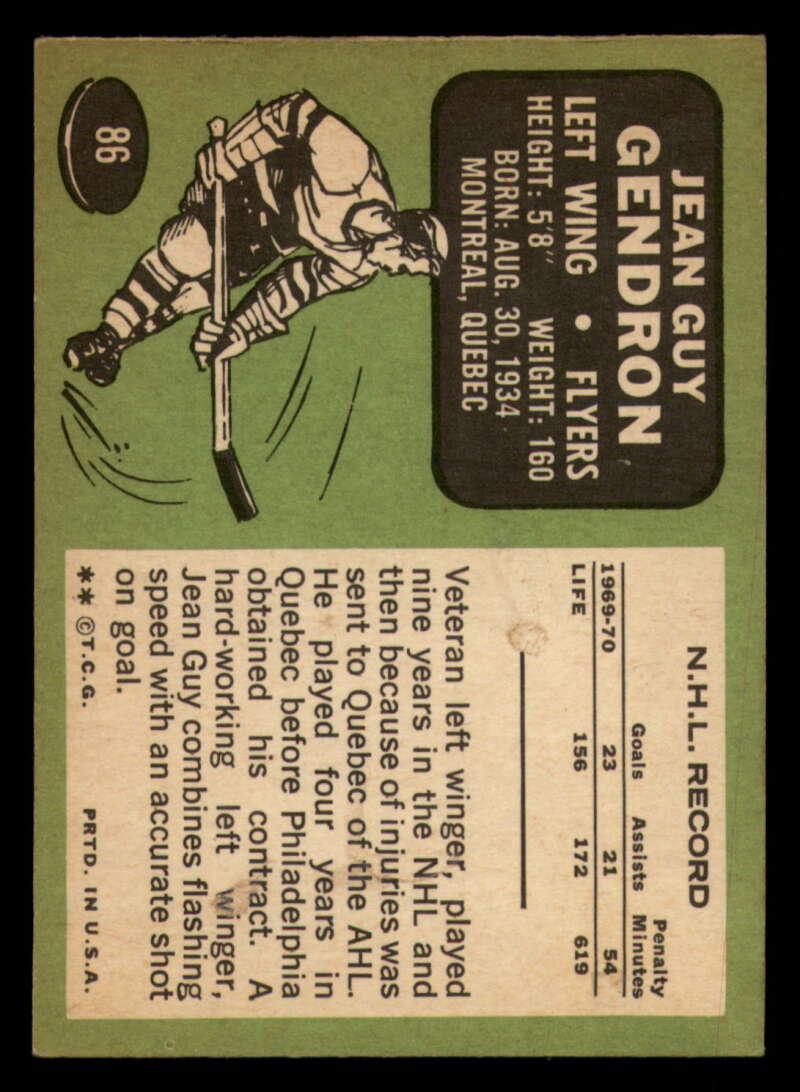 86
JEAN GUY
GENDRON
LEFT WING • FLYERS
HEIGHT: 5'8" WEIGHT: 160
BORN: AUG. 30, 1934
MONTREAL, QUEBEC
N.H.L. RECORD
Goals Assists Penalty Minutes
1969-70 23 21 54
LIFE 156 172 619
Veteran left winger, played
nine years in the NHL and
then because of injuries was
sent to Quebec of the AHL.
He played four years in
Quebec before Philadelphia
obtained his contract. A
hard-working left winger,
Jean Guy combines flashing
speed with an accurate shot
on goal.
** ©T.C.G. PRTD. IN U.S.A.